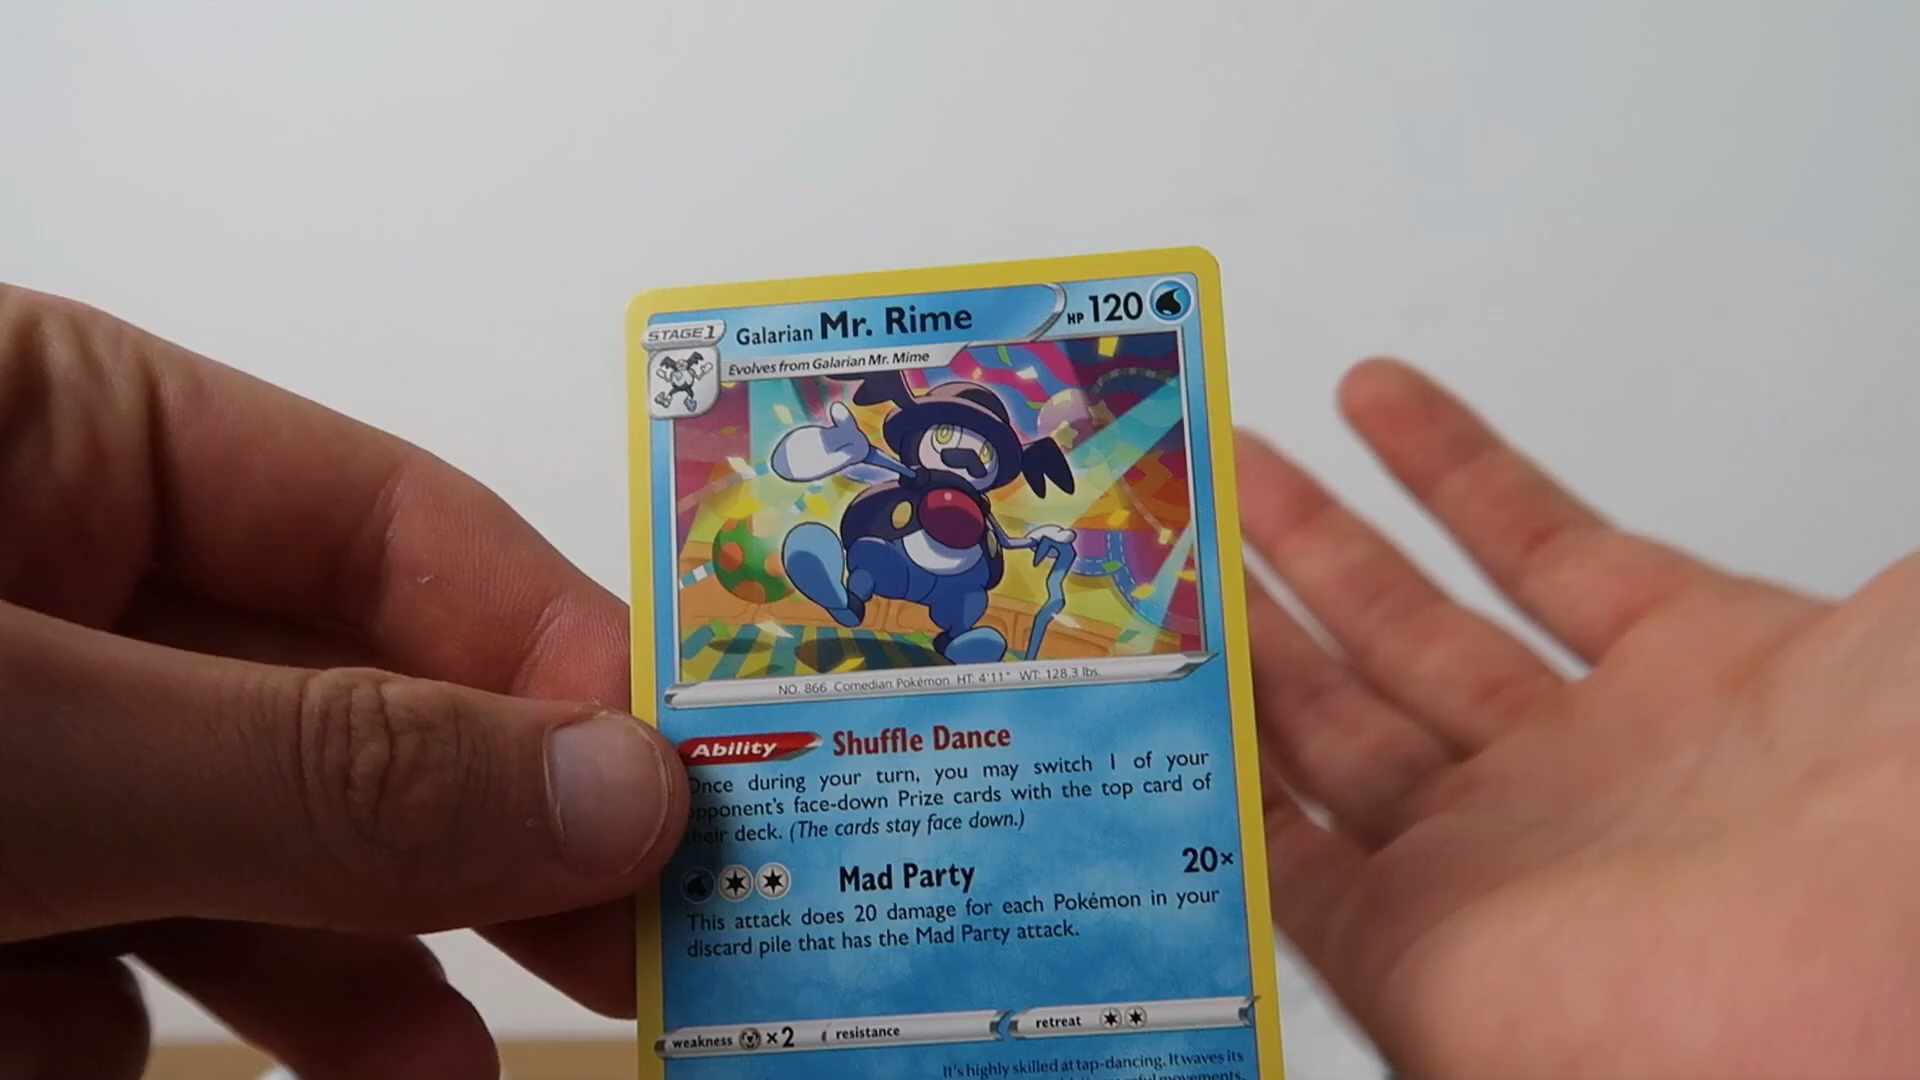 STAGE 1
Galarian Mr. Rime
HP 120
Evolves from Galarian Mr. Mime
NO. 866 Comedian Pokémon HT: 4'11" WT: 128.3 lbs.
Ability Shuffle Dance
Once during your turn, you may switch 1 of your
opponent's face-down Prize cards with the top card of
their deck. (The cards stay face down.)
Mad Party 20×
This attack does 20 damage for each Pokémon in your
discard pile that has the Mad Party attack.
weakness ×2 resistance retreat
It's highly skilled at tap-dancing. It waves its
movements.